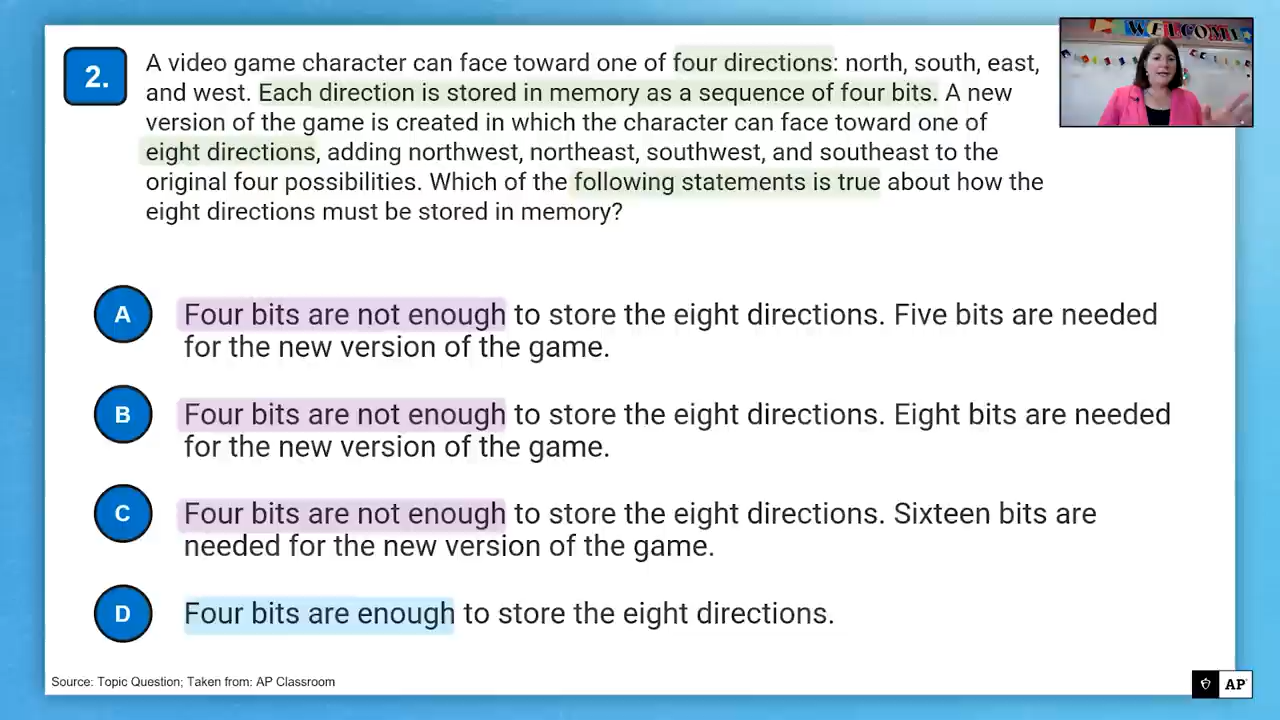 WELCOME
2.
A video game character can face toward one of four directions: north, south, east,
and west. Each direction is stored in memory as a sequence of four bits. A new
version of the game is created in which the character can face toward one of
eight directions, adding northwest, northeast, southwest, and southeast to the
original four possibilities. Which of the following statements is true about how the
eight directions must be stored in memory?
A
Four bits are not enough to store the eight directions. Five bits are needed
for the new version of the game.
B
Four bits are not enough to store the eight directions. Eight bits are needed
for the new version of the game.
C
Four bits are not enough to store the eight directions. Sixteen bits are
needed for the new version of the game.
D
Four bits are enough to store the eight directions.
Source: Topic Question; Taken from: AP Classroom
AP